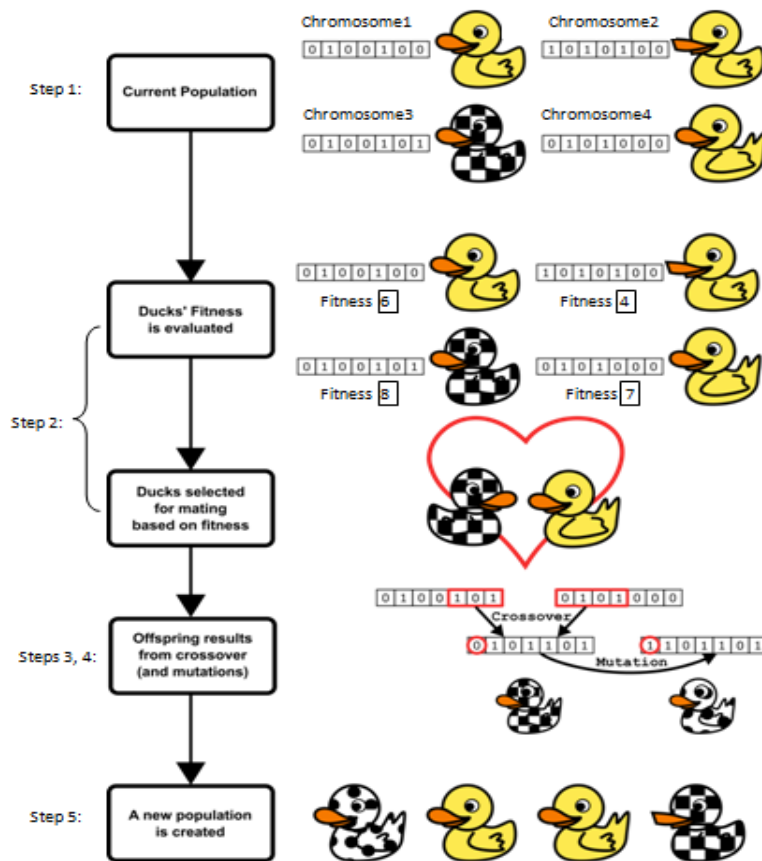 Chromosome1
Chromosome2
0 1 0 0 1 0 0
1 0 1 0 1 0 0
Step 1:
Current Population
Chromosome3
Chromosome4
0 1 0 0 1 0 1
0 1 0 1 0 0 0
0 1 0 0 1 0 0
1 0 1 0 1 0 0
Ducks' Fitness
is evaluated
Fitness 6
Fitness 4
0 1 0 0 1 0 1
0 1 0 1 0 0 0
Fitness 8
Fitness 7
Step 2:
Ducks selected
for mating
based on fitness
0 1 0 0 1 0 1
0 1 0 1 0 0 0
Crossover
Steps 3, 4:
Offspring results
from crossover
(and mutations)
0 1 0 1 1 0 1
1 1 0 1 1 0 1
Mutation
Step 5:
A new population
is created